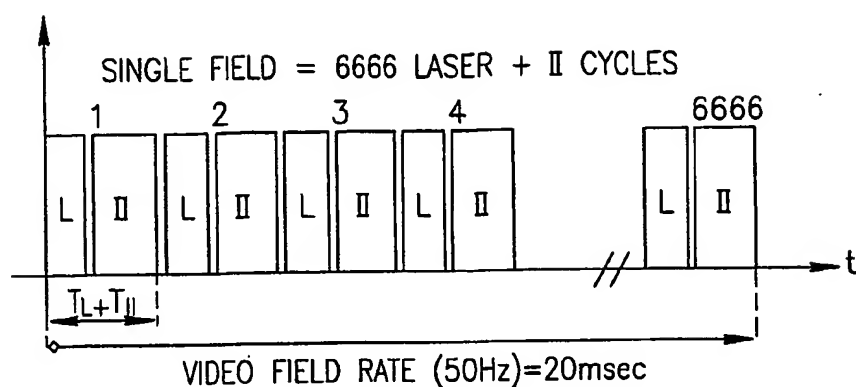 SINGLE FIELD = 6666 LASER + II CYCLES
1 2 3 4 6666
L II L II L II L II L II
t
TL+TII
VIDEO FIELD RATE (50Hz)=20msec